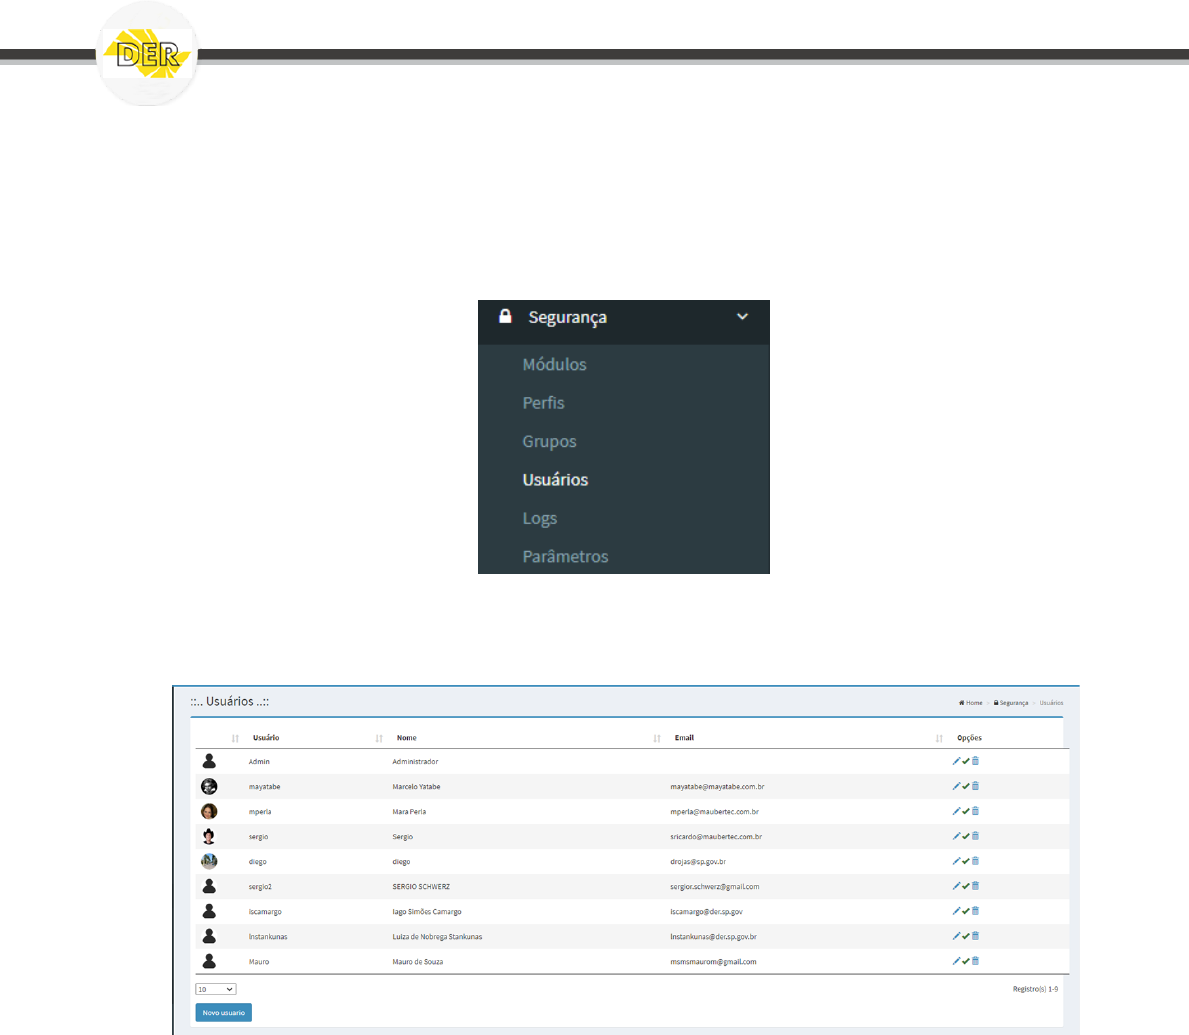 DER
Segurança
Módulos
Perfis
Grupos
Usuários
Logs
Parâmetros
::.. Usuários ..::
Home Segurança Usuários
Usuário Nome Email Opções
Admin Administrador
mayatabe Marcelo Yatabe mayatabe@mayatabe.com.br
mperla Mara Perla mperla@maubertec.com.br
sergio Sergio sricardo@maubertec.com.br
diego diego drojas@sp.gov.br
sergio2 SERGIO SCHWERZ sergior.schwerz@gmail.com
iscamargo Iago Simões Camargo iscamargo@der.sp.gov
lnstankunas Luiza de Nobrega Stankunas lnstankunas@der.sp.gov.br
Mauro Mauro de Souza msmsmaurom@gmail.com
10 Registro(s) 1-9
Novo usuario